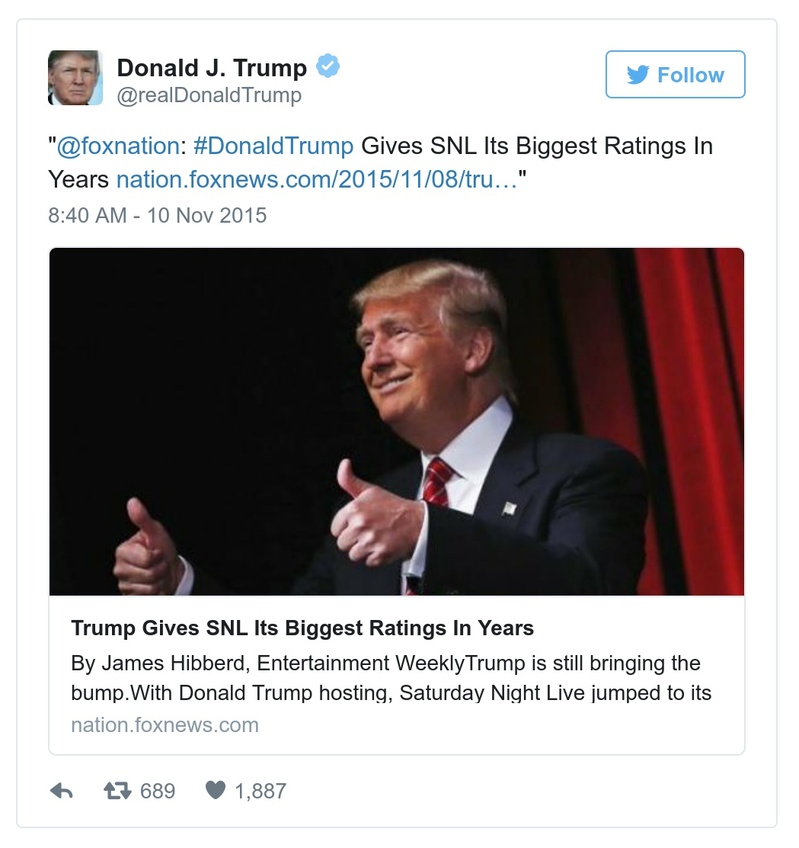 Donald J. Trump
@realDonaldTrump
Follow
"@foxnation: #DonaldTrump Gives SNL Its Biggest Ratings In
Years nation.foxnews.com/2015/11/08/tru…"
8:40 AM - 10 Nov 2015
Trump Gives SNL Its Biggest Ratings In Years
By James Hibberd, Entertainment WeeklyTrump is still bringing the
bump.With Donald Trump hosting, Saturday Night Live jumped to its
nation.foxnews.com
689
1,887